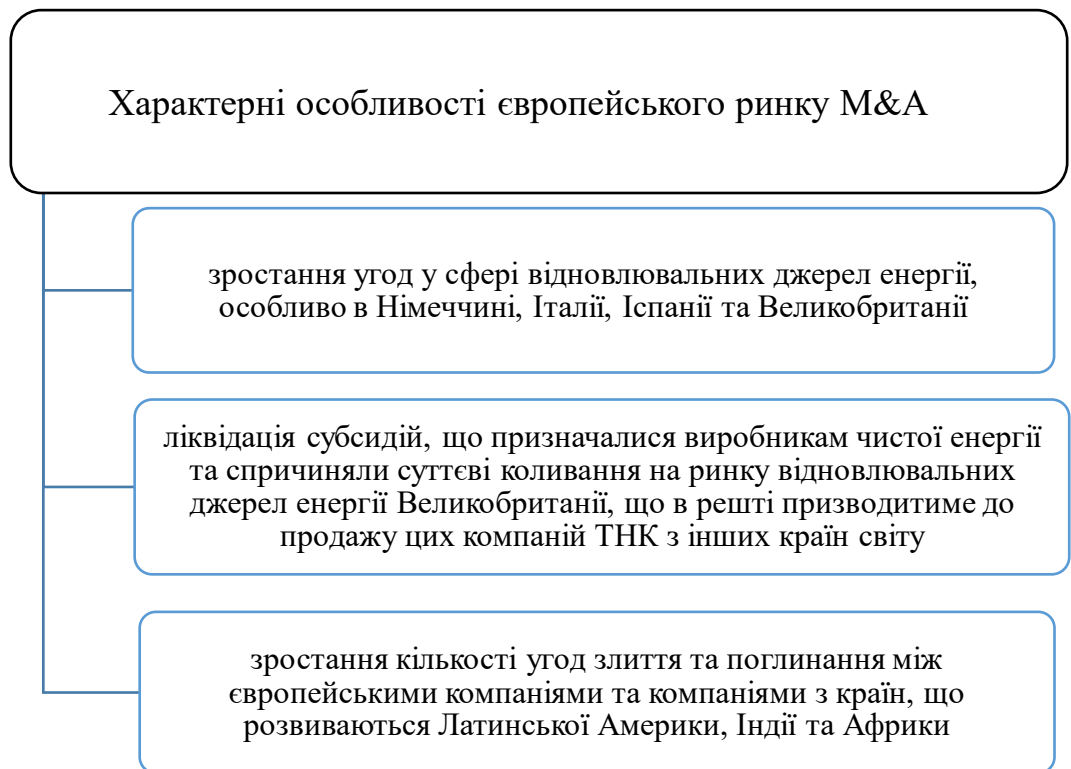 Характерні особливості європейського ринку M&A
зростання угод у сфері відновлювальних джерел енергії,
особливо в Німеччині, Італії, Іспанії та Великобританії
ліквідація субсидій, що призначалися виробникам чистої енергії
та спричиняли суттєві коливання на ринку відновлювальних
джерел енергії Великобританії, що в решті призводитиме до
продажу цих компаній ТНК з інших країн світу
зростання кількості угод злиття та поглинання між
європейськими компаніями та компаніями з країн, що
розвиваються Латинської Америки, Індії та Африки